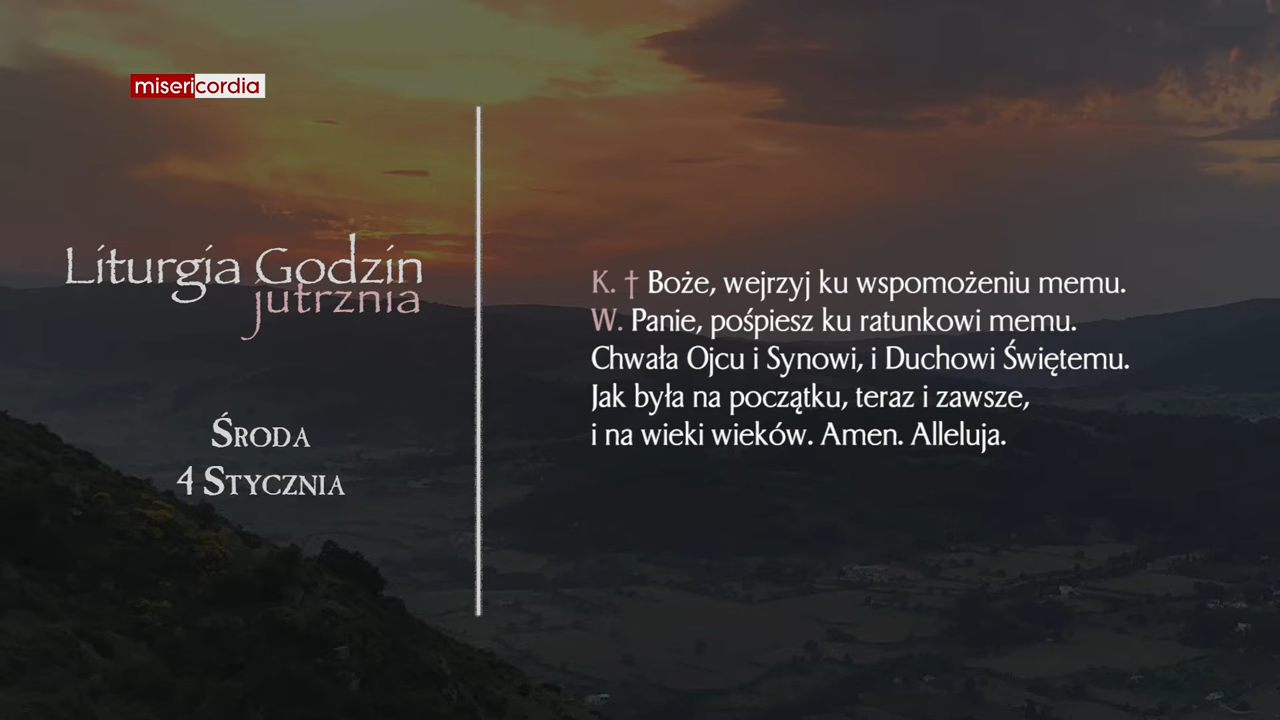 misericordia
Liturgia Godzin
jutrznia
Środa
4 Stycznia
K. † Boże, wejrzyj ku wspomożeniu memu.
W. Panie, pośpiesz ku ratunkowi memu.
Chwała Ojcu i Synowi, i Duchowi Świętemu.
Jak była na początku, teraz i zawsze,
i na wieki wieków. Amen. Alleluja.